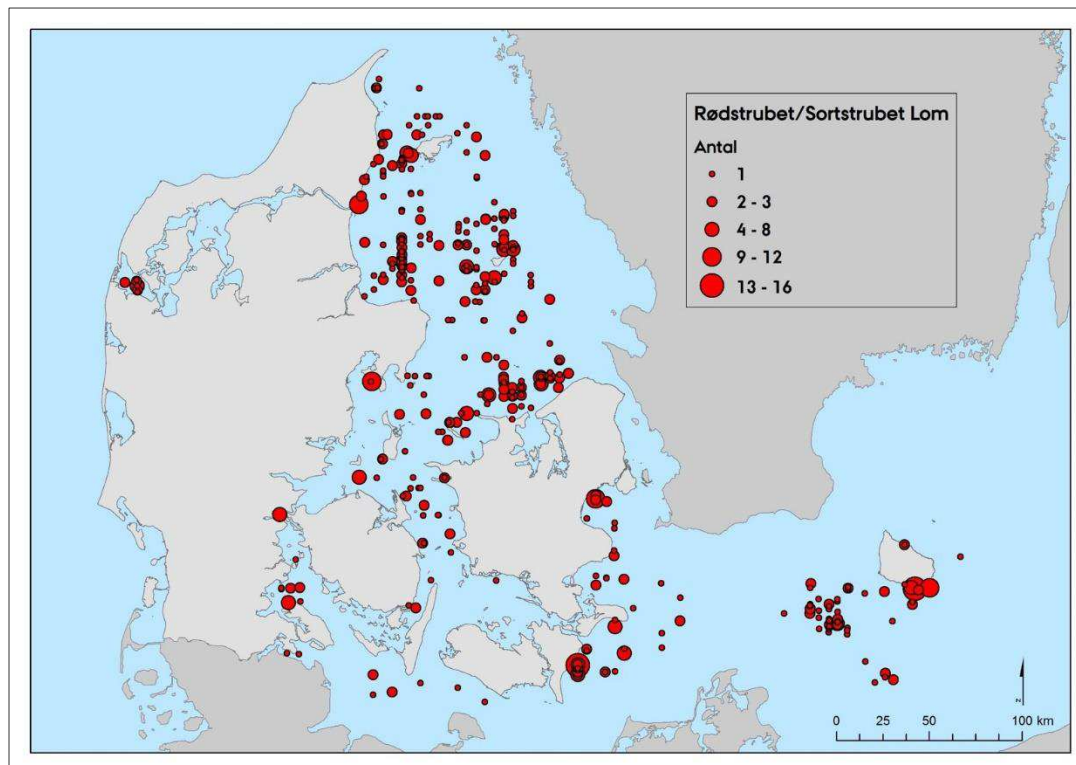 Rødstrubet/Sortstrubet Lom
Antal
1
2 - 3
4 - 8
9 - 12
13 - 16
N
0 25 50 100 km